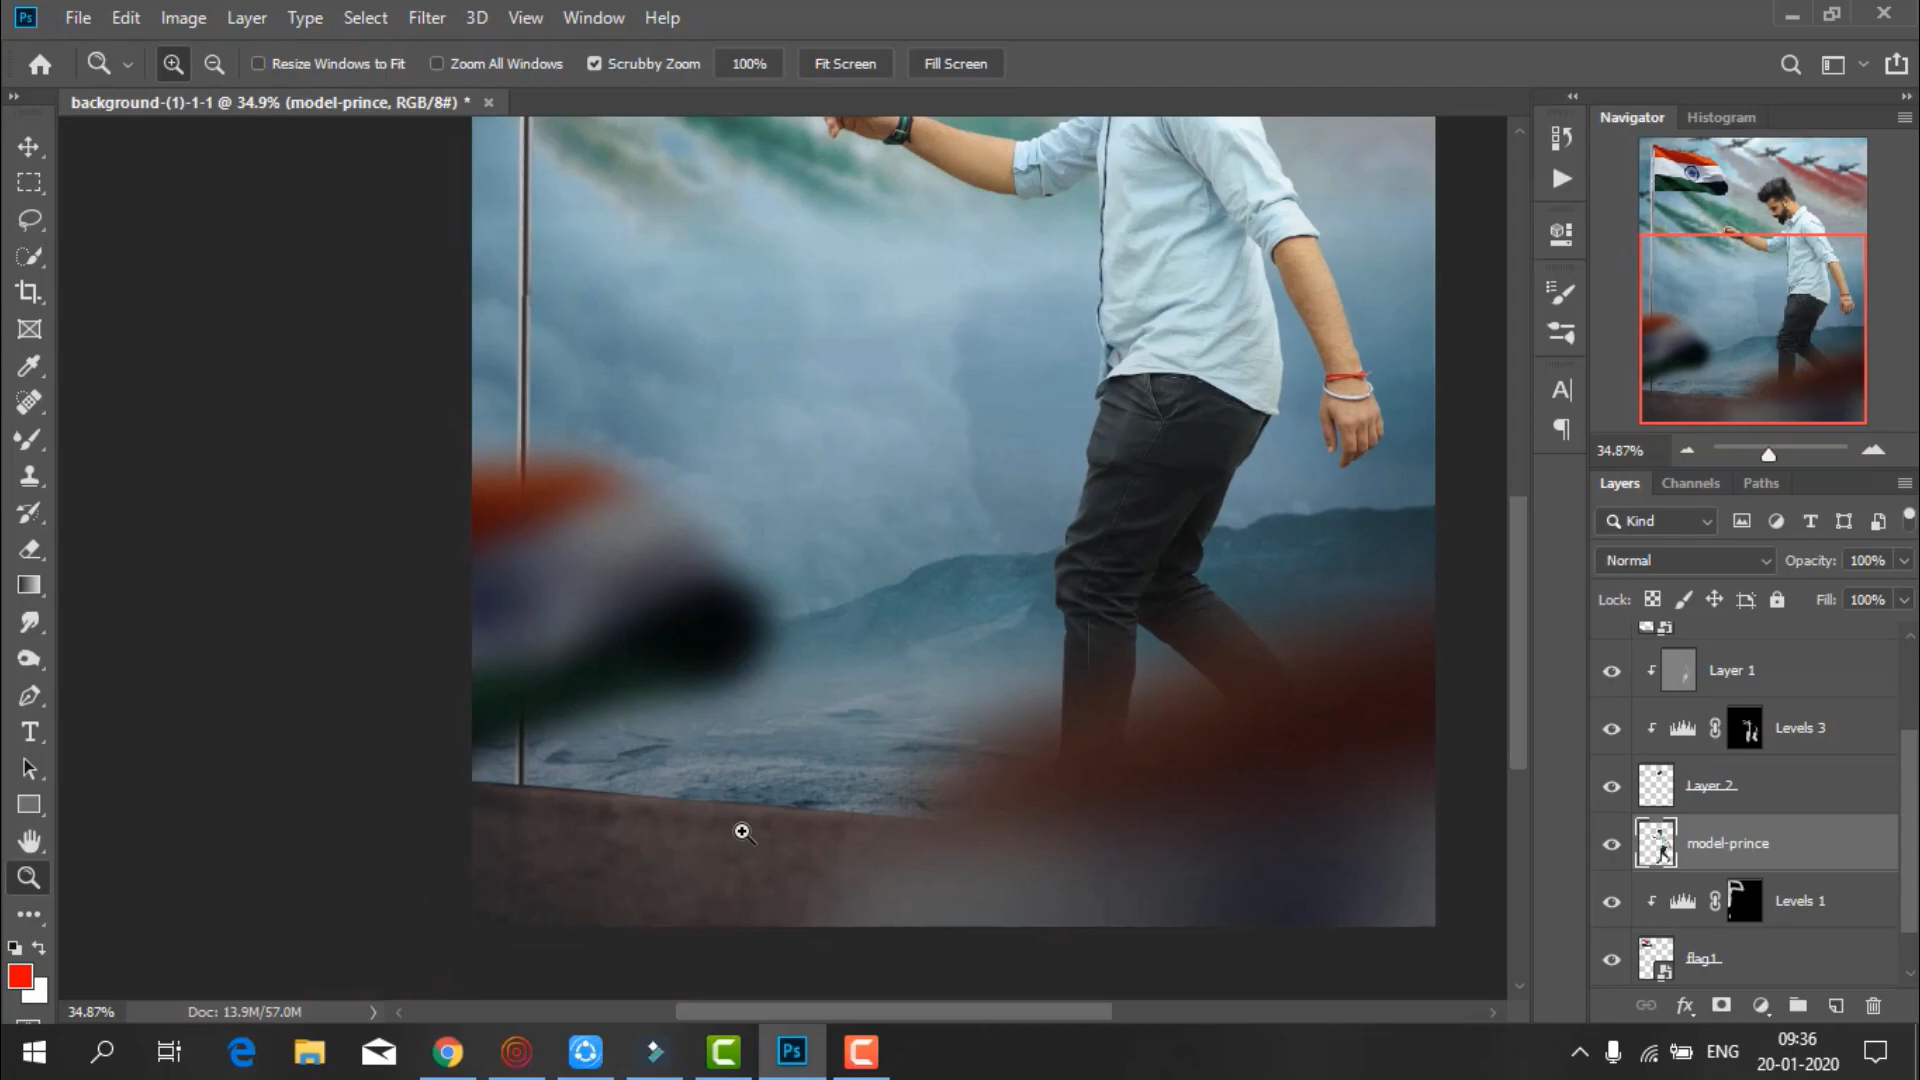 Ps File Edit Image Layer Type Select Filter 3D View Window Help
Resize Windows to Fit Zoom All Windows Scrubby Zoom 100% Fit Screen Fill Screen
background-(1)-1-1 @ 34.9% (model-prince, RGB/8#) *
Navigator Histogram
34.87%
Layers Channels Paths
Kind
Normal Opacity: 100%
Lock: Fill: 100%
Layer 1
Levels 3
Layer 2
model-prince
Levels 1
flag1
34.87% Doc: 13.9M/57.0M
Ps
ENG
09:36
20-01-2020